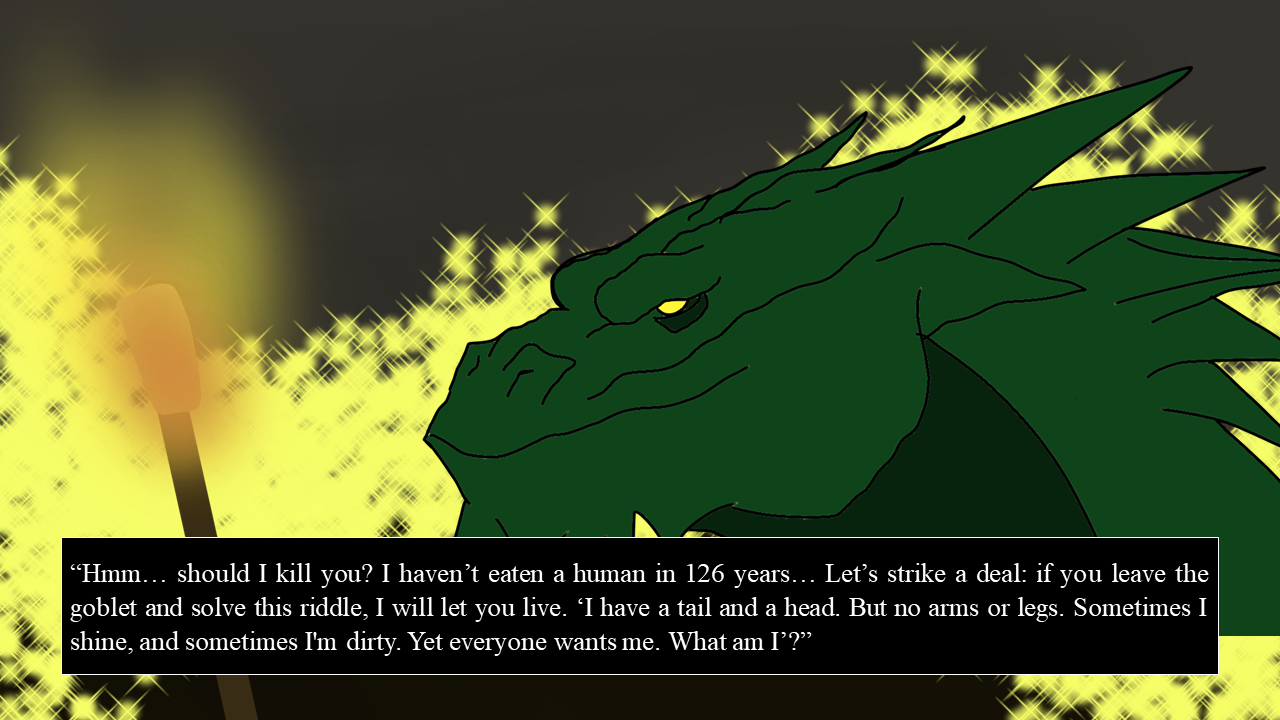 “Hmm… should I kill you? I haven’t eaten a human in 126 years… Let’s strike a deal: if you leave the
goblet and solve this riddle, I will let you live. ‘I have a tail and a head. But no arms or legs. Sometimes I
shine, and sometimes I'm dirty. Yet everyone wants me. What am I’?”